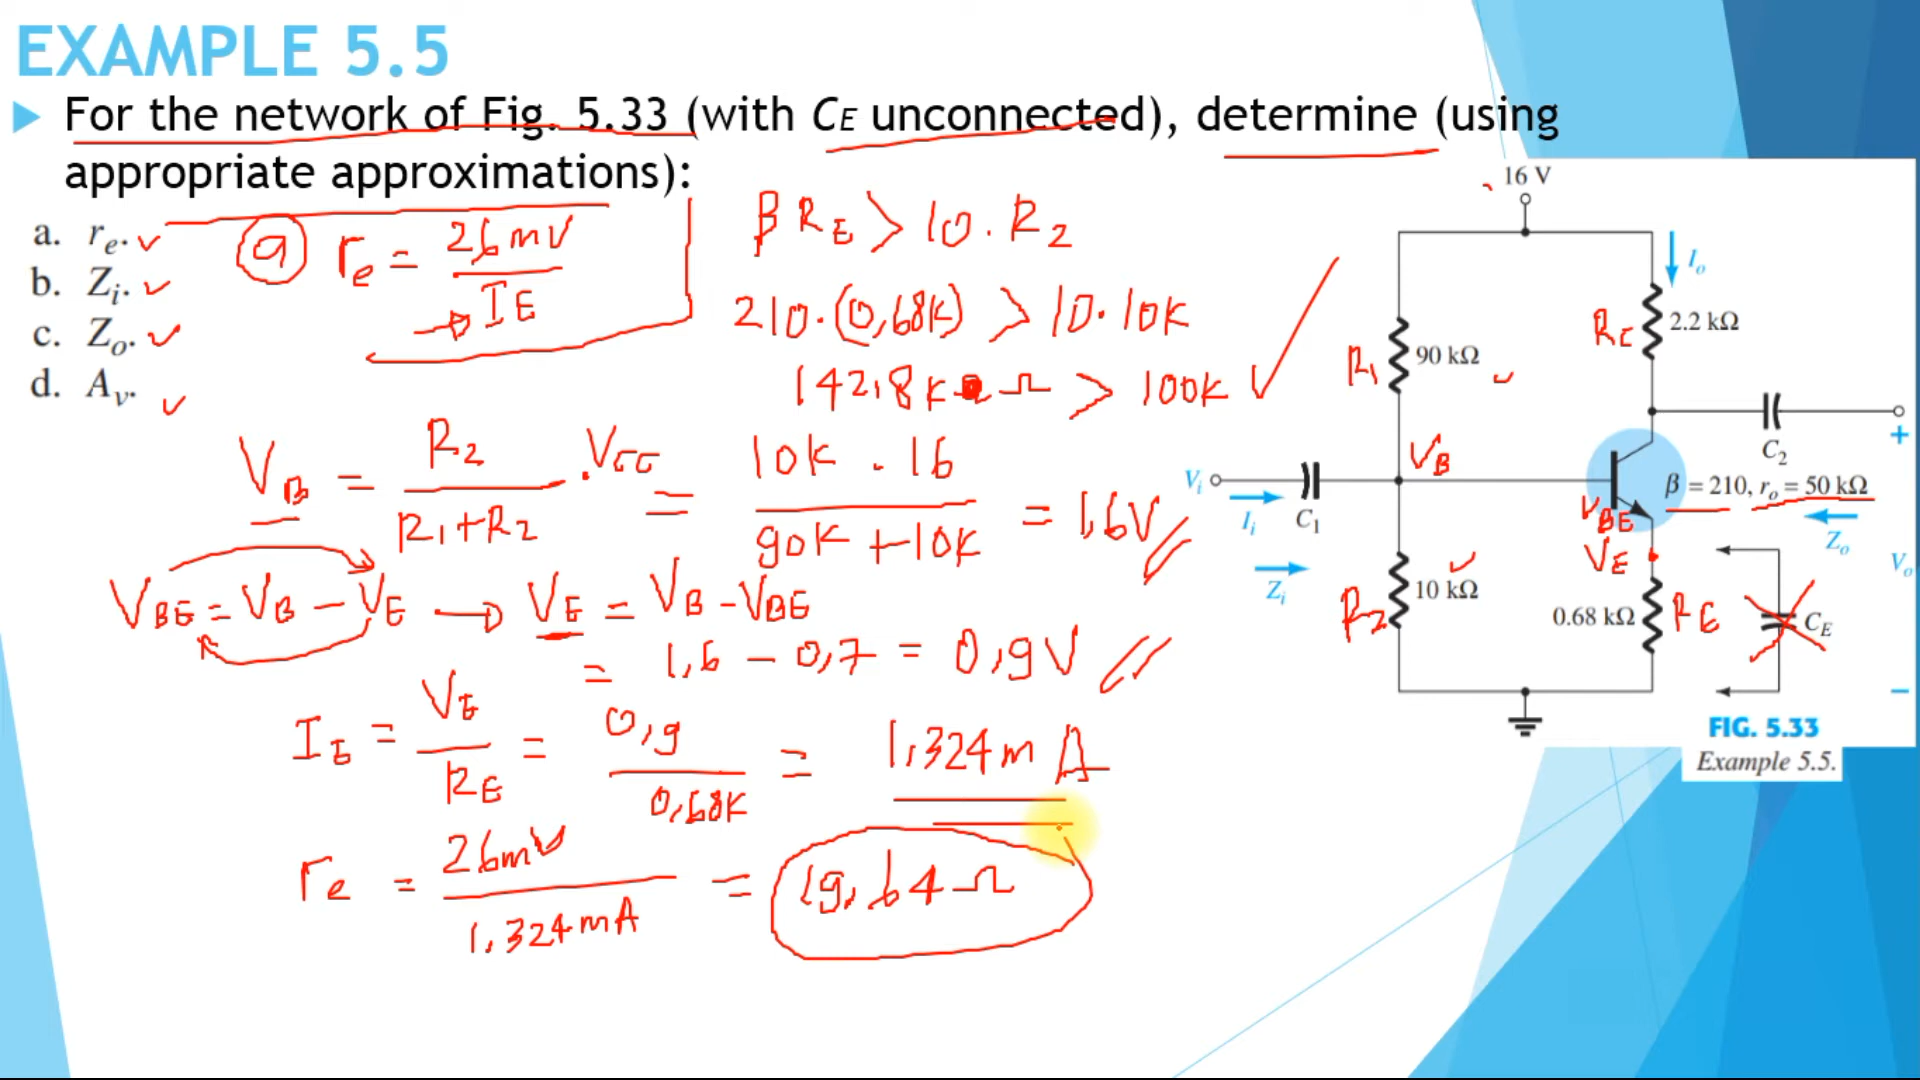 EXAMPLE 5.5
For the network of Fig. 5.33 (with CE unconnected), determine (using
appropriate approximations):
a. re.
b. Zi.
c. Zo.
d. Av.
a re = 26mV / IE
β RE > 10 . R2
210.(0,68K) > 10.10K
142,8K Ω > 100K
VB = R2 / R1+R2 . VCC = 10K . 16 / 90K+10K = 1,6V
VBE = VB - VE → VE = VB - VBE
= 1,6 - 0,7 = 0,9V
IE = VE / RE = 0,9 / 0,68K = 1,324mA
re = 26mV / 1,324mA = 19,64Ω
16 V
Io
RC 2.2 kΩ
R1 90 kΩ
C2
+
VB
Vi
Ii
C1
β = 210, ro = 50 kΩ
VBE
Zo
VE
Vo
Zi
R2 10 kΩ
0.68 kΩ RE
CE
−
FIG. 5.33
Example 5.5.